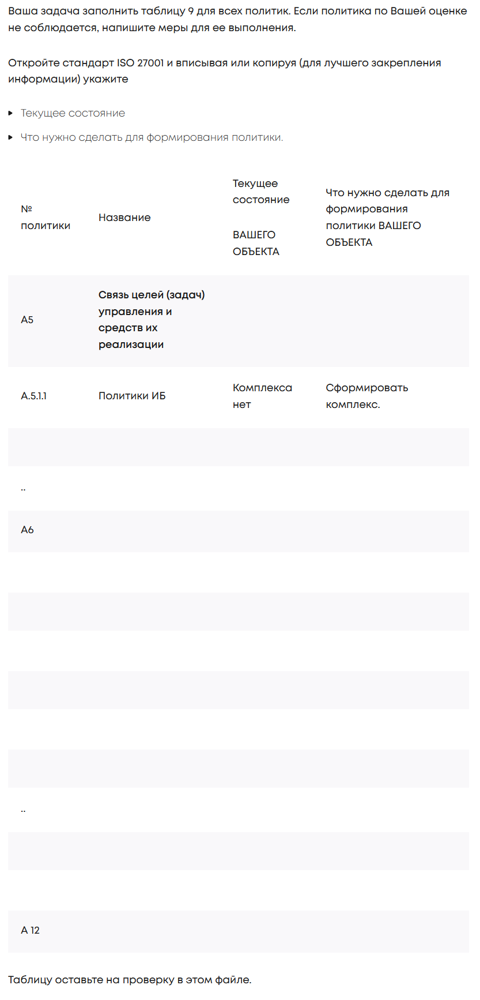 Ваша задача заполнить таблицу 9 для всех политик. Если политика по Вашей оценке
не соблюдается, напишите меры для ее выполнения.
Откройте стандарт ISO 27001 и вписывая или копируя (для лучшего закрепления
информации) укажите
Текущее состояние
Что нужно сделать для формирования политики.
№
политики
Название
Текущее
состояние
ВАШЕГО
ОБЪЕКТА
Что нужно сделать для
формирования
политики ВАШЕГО
ОБЪЕКТА
А5
Связь целей (задач)
управления и
средств их
реализации
А.5.1.1
Политики ИБ
Комплекса
нет
Сформировать
комплекс.
..
А6
..
А 12
Таблицу оставьте на проверку в этом файле.